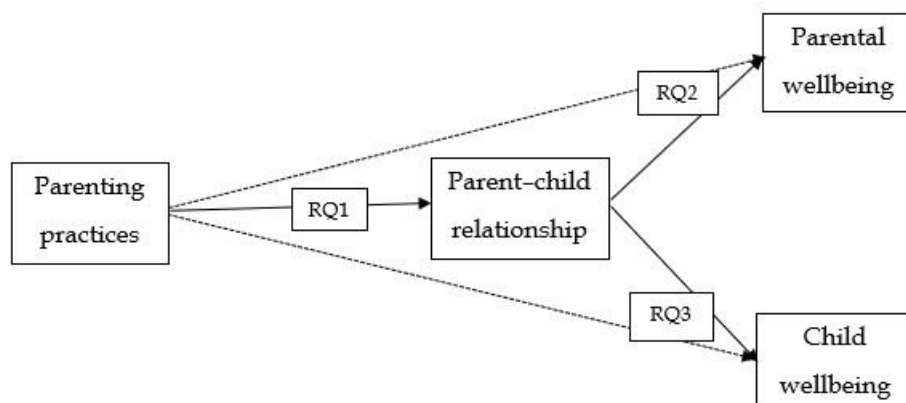 Parental
wellbeing
RQ2
Parenting
practices
RQ1
Parent–child
relationship
RQ3
Child
wellbeing